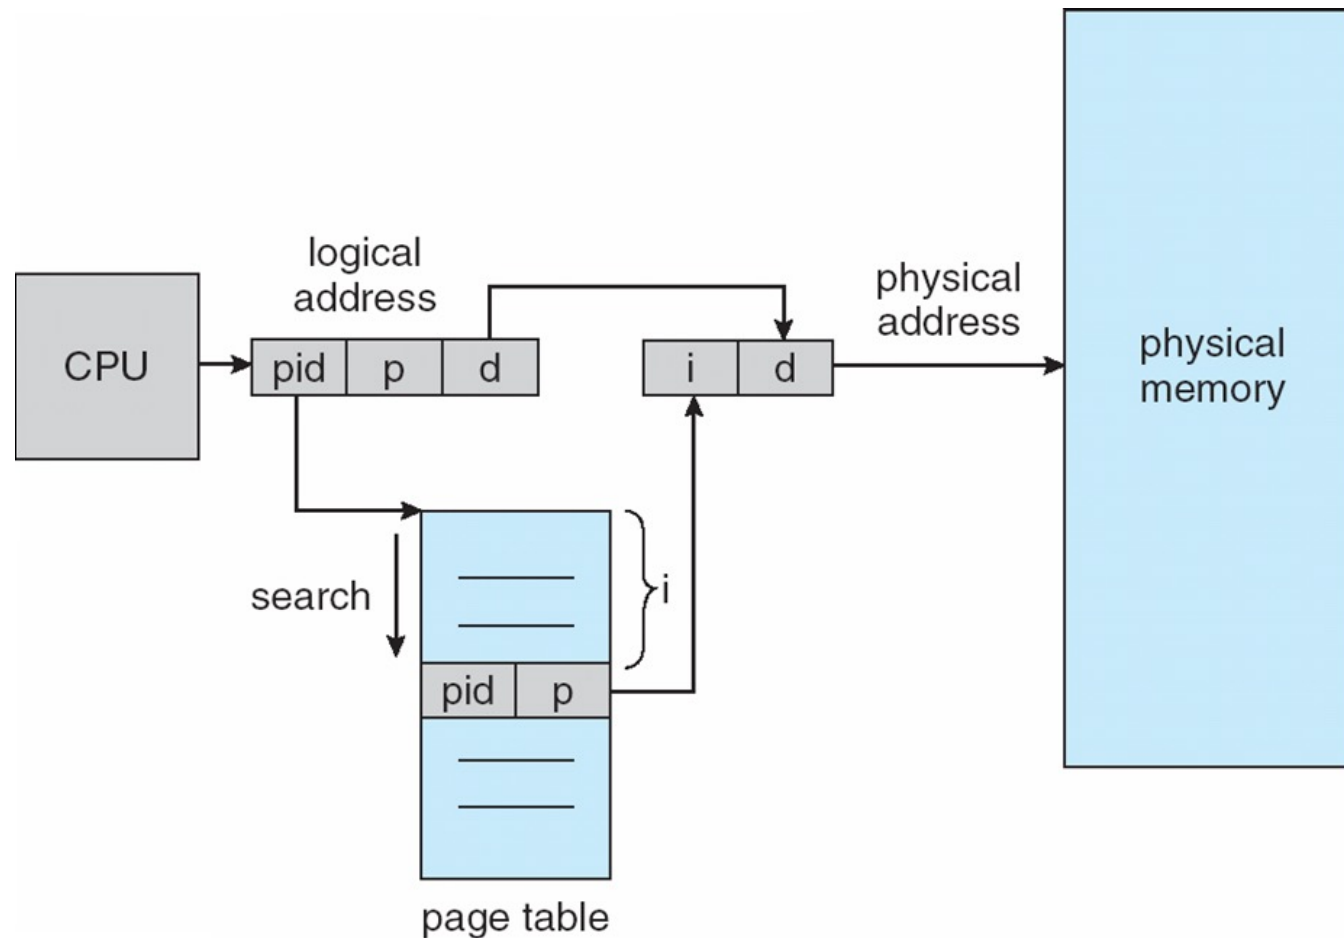 logical
address
CPU
pid p d
i d
physical
address
physical
memory
search
i
pid p
page table